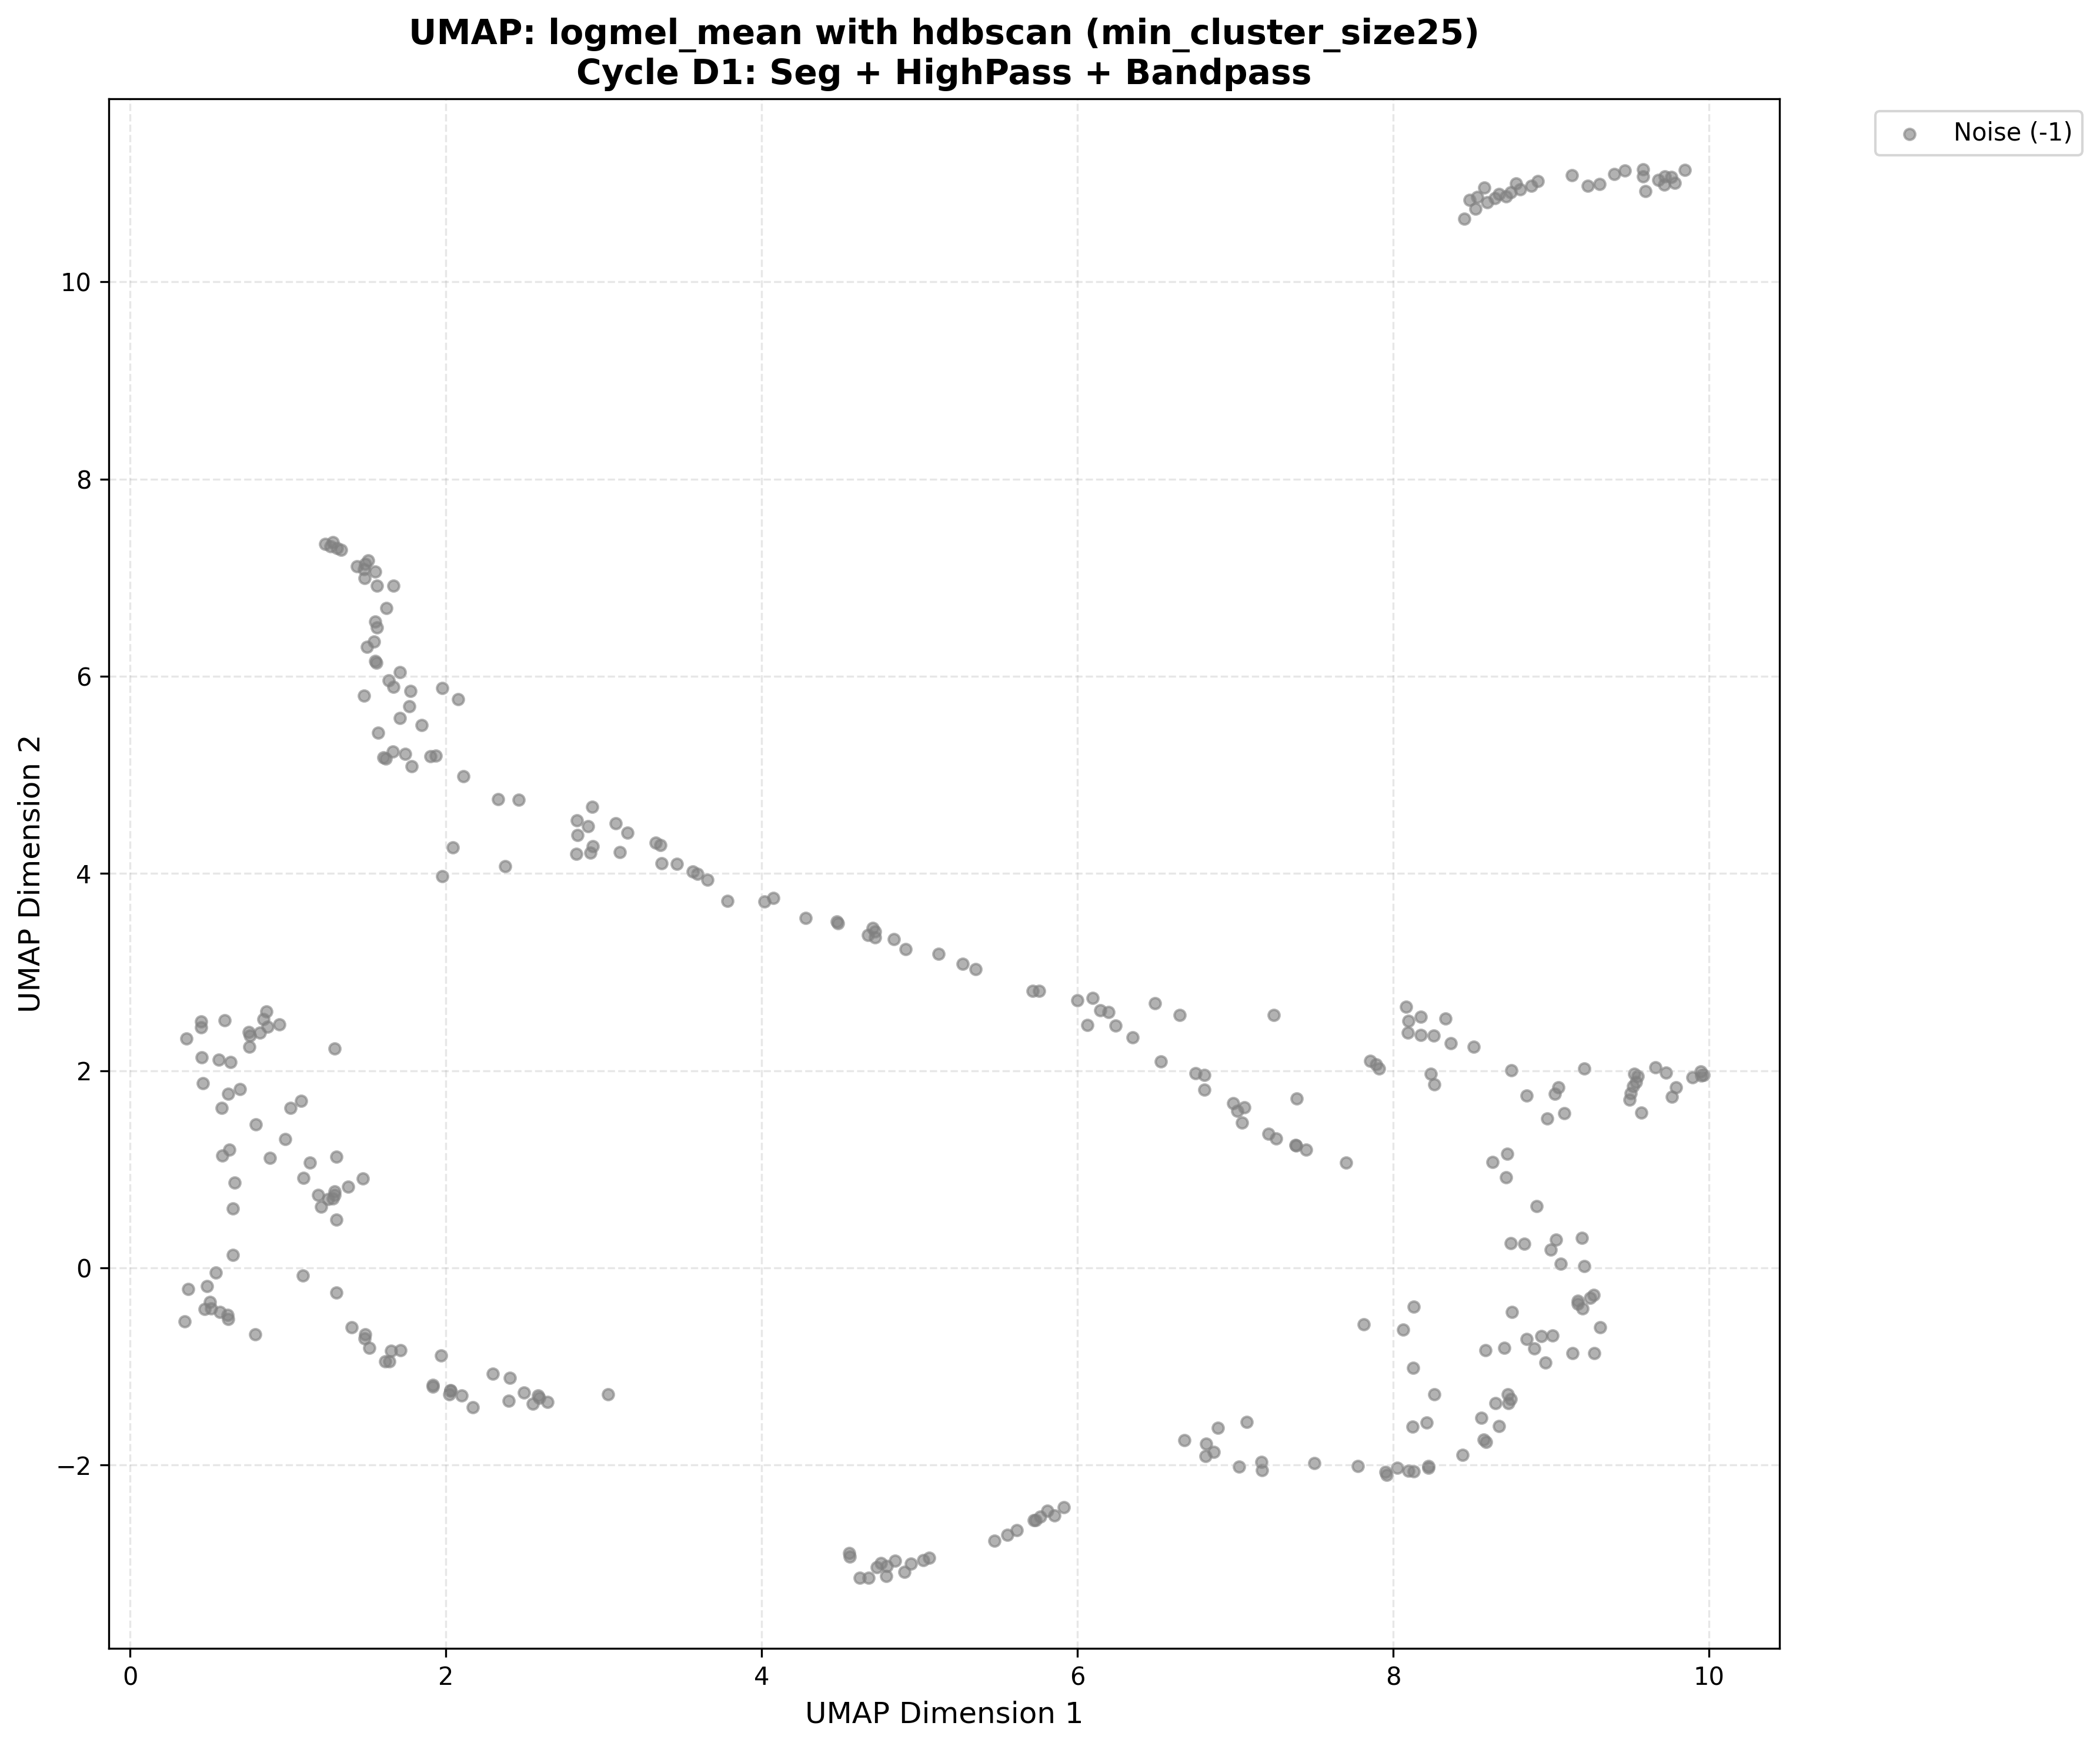 UMAP: logmel_mean with hdbscan (min_cluster_size25)
Cycle D1: Seg + HighPass + Bandpass
Noise (-1)
10
8
6
4
2
0
−2
UMAP Dimension 2
0 2 4 6 8 10
UMAP Dimension 1